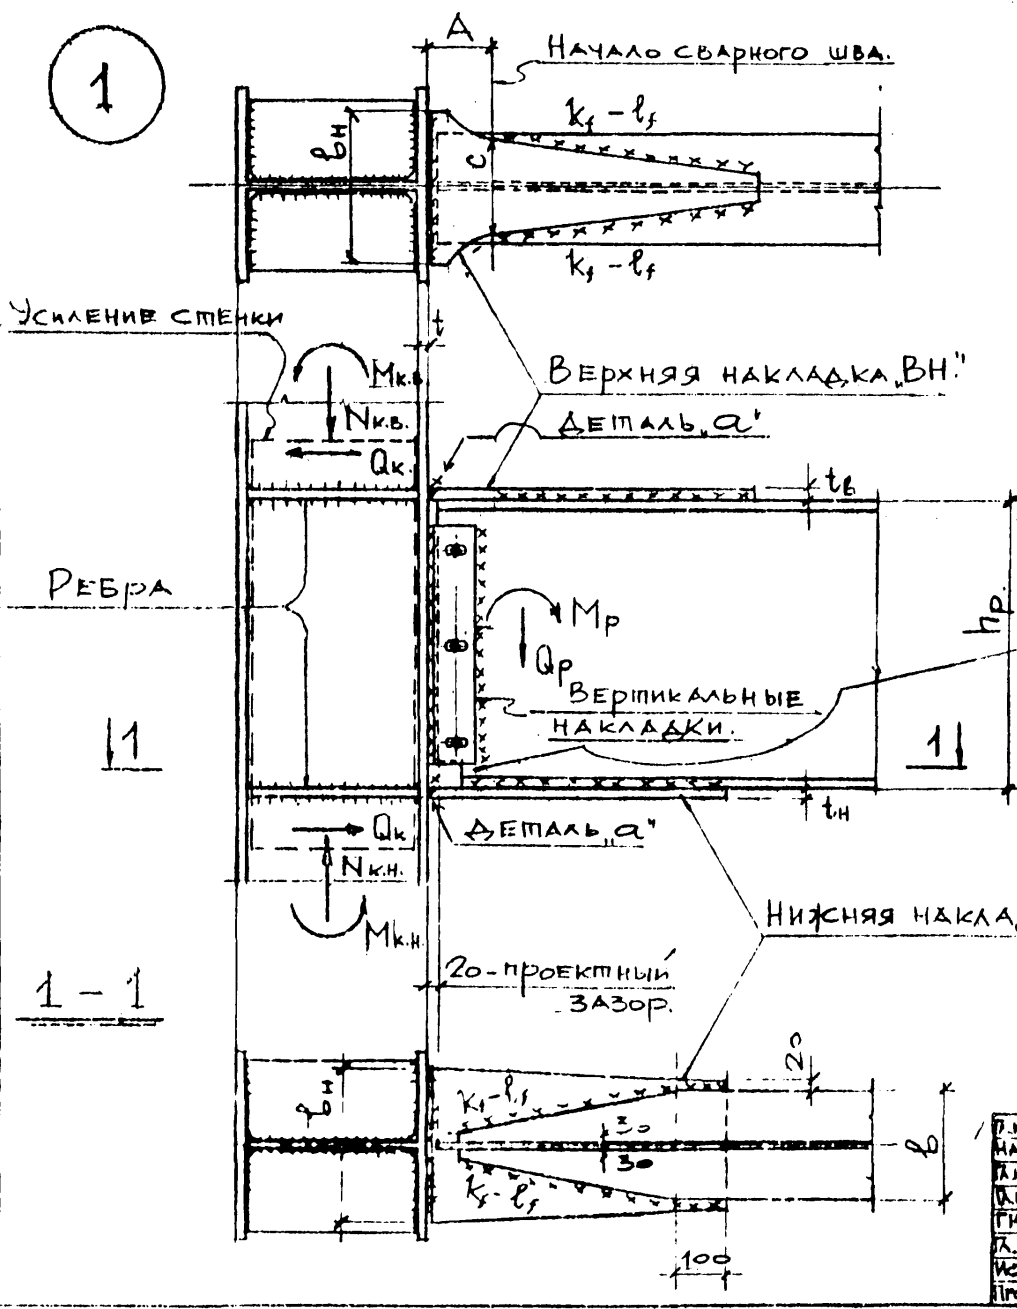 1
A
Начало сварного шва.
kf - lf
bн
c
kf - lf
Усиление стенки
t
Mк.в.
Верхняя накладка „ВН."
Nк.в.
Деталь „а"
Qк.
tв
Ребра
Mр
hр.
Qр
Вертикальные
накладки.
1
1
tн
Qк
Деталь „а"
Nк.н.
Mк.н.
Нижняя накла
1 - 1
20 - проектный
зазор.
20
bн
kf - lf
30
30
b
kf - lf
100